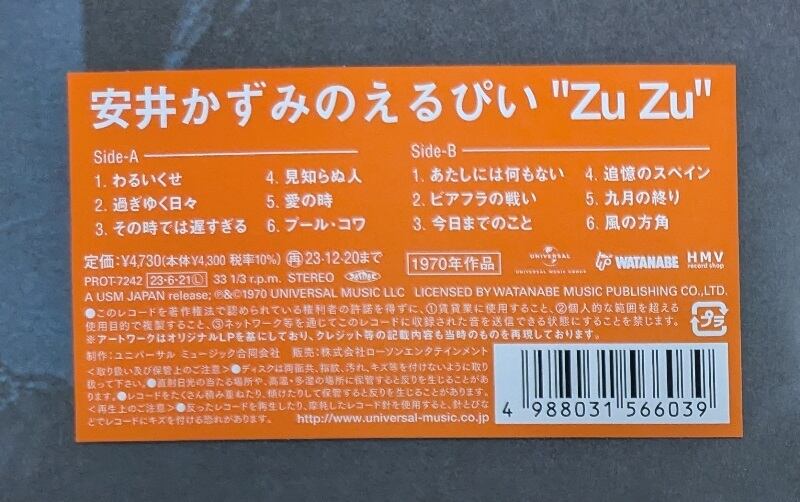 安井かずみのえるぴい "Zu Zu"
Side-A
1. わるいくせ
2. 過ぎゆく日々
3. その時では遅すぎる
4. 見知らぬ人
5. 愛の時
6. プール・コワ
Side-B
1. あたしには何もない
2. ビアフラの戦い
3. 今日までのこと
4. 追憶のスペイン
5. 九月の終り
6. 風の方角
定価:¥4,730(本体¥4,300 税率10%) 再 23・12・20まで
1970年作品
UNIVERSAL
UNIVERSAL MUSIC JAPAN
WATANABE
HMV
record shop
PROT-7242 23・6・21Ⓛ 33 1/3 r.p.m. STEREO
A USM JAPAN release; ℗&©1970 UNIVERSAL MUSIC LLC LICENSED BY WATANABE MUSIC PUBLISHING CO.,LTD.
●このレコードを著作権法で認められている権利者の許諾を得ずに、①賃貸業に使用すること、②個人的な範囲を超える
使用目的で複製すること、③ネットワーク等を通じてこのレコードに収録された音を送信できる状態にすることを禁じます。
※アートワークはオリジナルLPを基にしており、クレジット等の記載内容も当時のものを再現しております。
プラ
制作:ユニバーサル ミュージック合同会社 販売:株式会社ローソンエンタテインメント
<取り扱い及び保管上のご注意>●ディスクは両面共、指紋、汚れ、キズ等を付けないように取り
扱って下さい。●直射日光の当たる場所や、高温・多湿の場所に保管すると反りを生じることがあ
ります。●レコードをたくさん積み重ねたり、傾けたりして保管すると反りを生じることがあります。
<再生上のご注意>●反ったレコードを再生したり、摩耗したレコード針を使用すると、針とびな
どでレコードにキズを付ける恐れがあります。 http://www.universal-music.co.jp
4 988031 566039